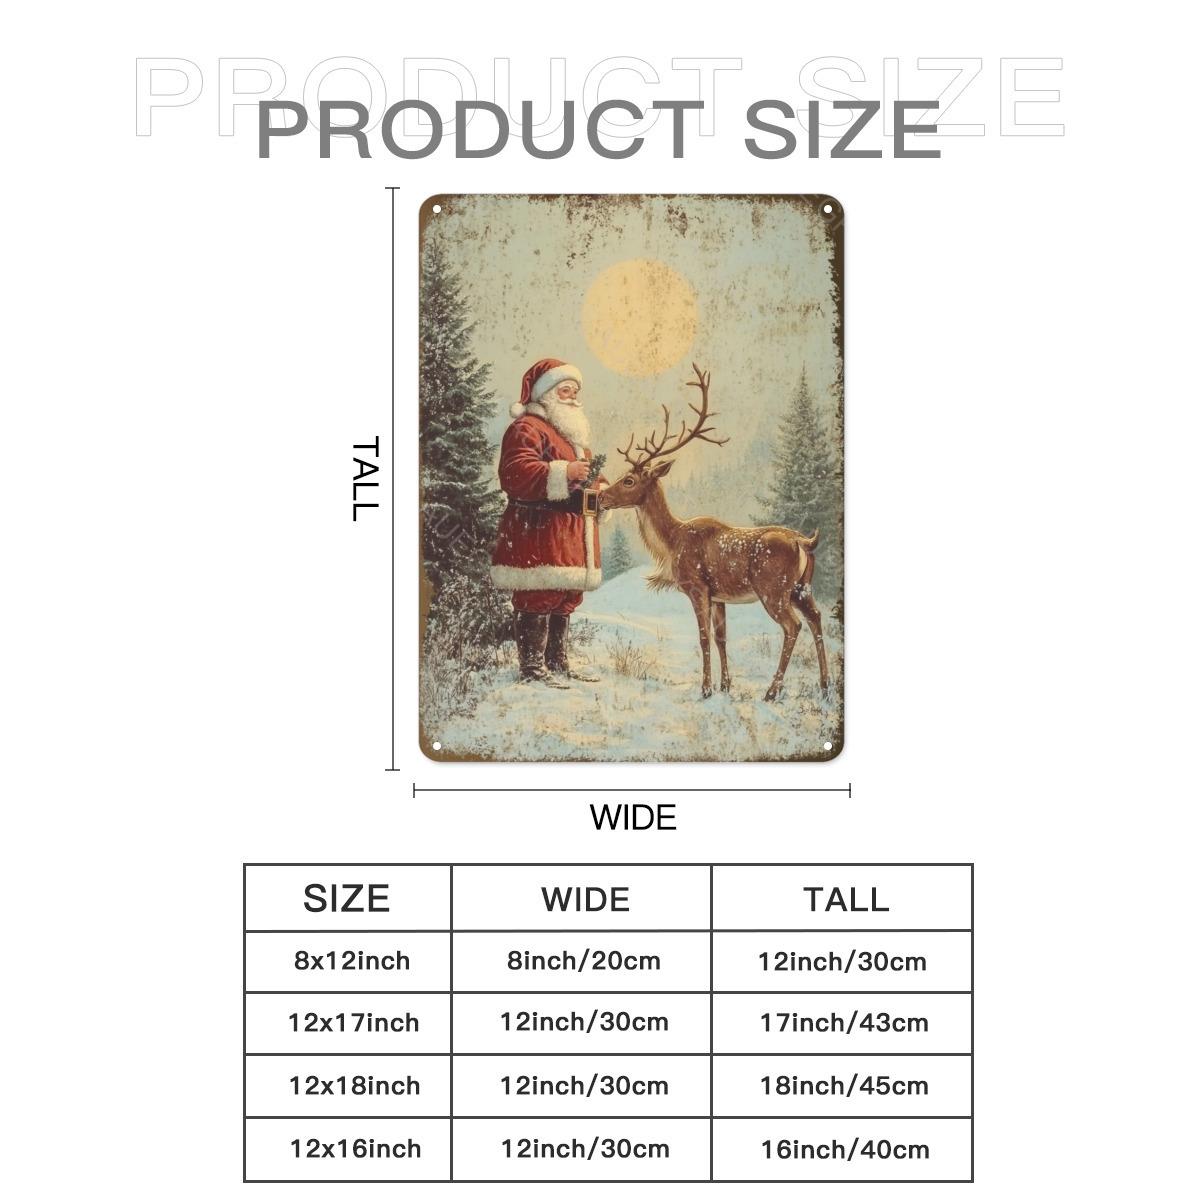 PRODUCT SIZE
PRODUCT SIZE
TALL
WIDE
SIZE WIDE TALL
8x12inch 8inch/20cm 12inch/30cm
12x17inch 12inch/30cm 17inch/43cm
12x18inch 12inch/30cm 18inch/45cm
12x16inch 12inch/30cm 16inch/40cm